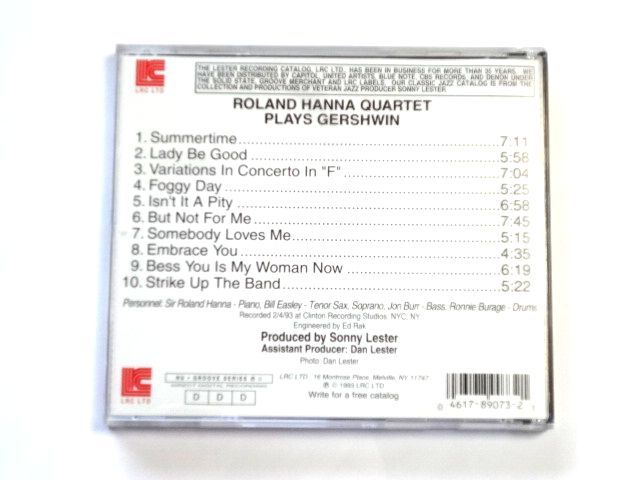 LRC LTD
THE LESTER RECORDING CATALOG, LRC LTD. HAS BEEN IN BUSINESS FOR MORE THAN 35 YEARS. WE
HAVE BEEN DISTRIBUTED BY CAPITOL, UNITED ARTISTS, BLUE NOTE, CBS RECORDS, AND DENON UNDER
THE SOLID STATE, GROOVE MERCHANT AND LRC LABELS. OUR CLASSIC JAZZ CATALOG IS FROM THE
COLLECTION AND PRODUCTIONS OF VETERAN JAZZ PRODUCER SONNY LESTER.
ROLAND HANNA QUARTET
PLAYS GERSHWIN
1. Summertime 7:11
2. Lady Be Good 5:58
3. Variations In Concerto In "F" 7:04
4. Foggy Day 5:25
5. Isn't It A Pity 6:58
6. But Not For Me 7:45
7. Somebody Loves Me 5:15
8. Embrace You 4:35
9. Bess You Is My Woman Now 6:19
10. Strike Up The Band 5:22
Personnel: Sir Roland Hanna - Piano, Bill Easley - Tenor Sax, Soprano, Jon Burr - Bass, Ronnie Burage - Drums
Recorded 2/4/93 at Clinton Recording Studios, NYC, NY
Engineered by Ed Rak
Produced by Sonny Lester
Assistant Producer: Dan Lester
Photo: Dan Lester
LRC LTD
NU - GROOVE SERIES
DIRECT DIGITAL RECORDING
D D D
LRC LTD. 16 Montrose Place, Melville, NY 11747
℗ © 1993 LRC LTD
Write for a free catalog
0 4617-89073-2 1